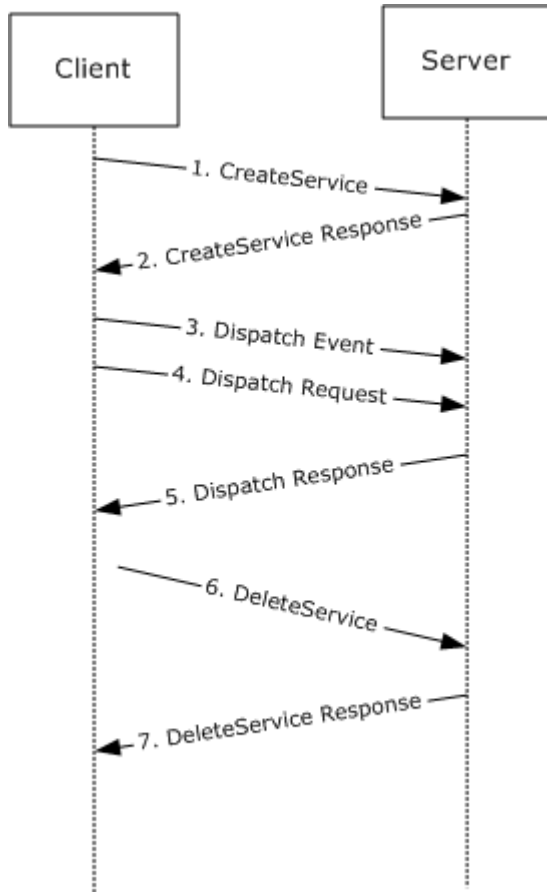 Client
Server
1. CreateService
2. CreateService Response
3. Dispatch Event
4. Dispatch Request
5. Dispatch Response
6. DeleteService
7. DeleteService Response